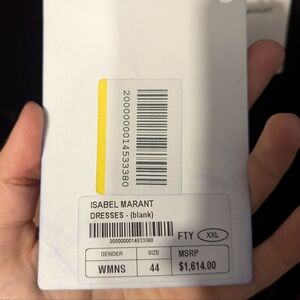 2000000014533380
ISABEL MARANT
DRESSES - (blank)
2000000014533380
FTY XXL
GENDER SIZE MSRP
WMNS 44 $1,614.00